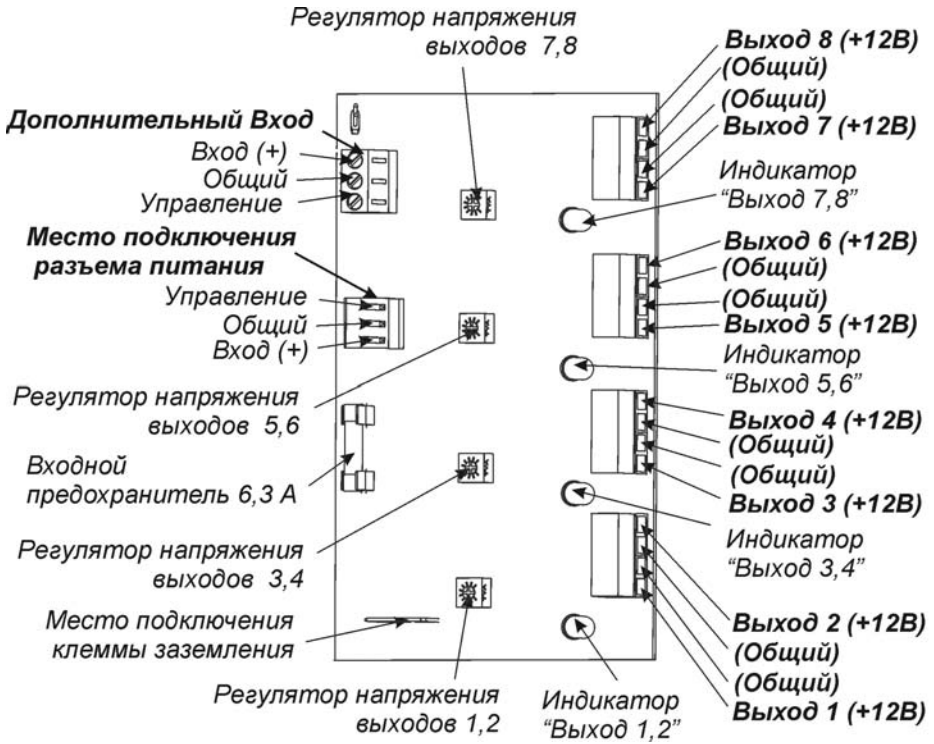 Регулятор напряжения
выходов 7,8
Дополнительный Вход
Вход (+)
Общий
Управление
Место подключения
разъема питания
Управление
Общий
Вход (+)
Регулятор напряжения
выходов 5,6
Входной
предохранитель 6,3 А
Регулятор напряжения
выходов 3,4
Место подключения
клеммы заземления
Регулятор напряжения
выходов 1,2
Выход 8 (+12В)
(Общий)
(Общий)
Выход 7 (+12В)
Индикатор
“Выход 7,8”
Выход 6 (+12В)
(Общий)
(Общий)
Выход 5 (+12В)
Индикатор
“Выход 5,6”
Выход 4 (+12В)
(Общий)
(Общий)
Выход 3 (+12В)
Индикатор
“Выход 3,4”
Выход 2 (+12В)
(Общий)
(Общий)
Выход 1 (+12В)
Индикатор
“Выход 1,2”